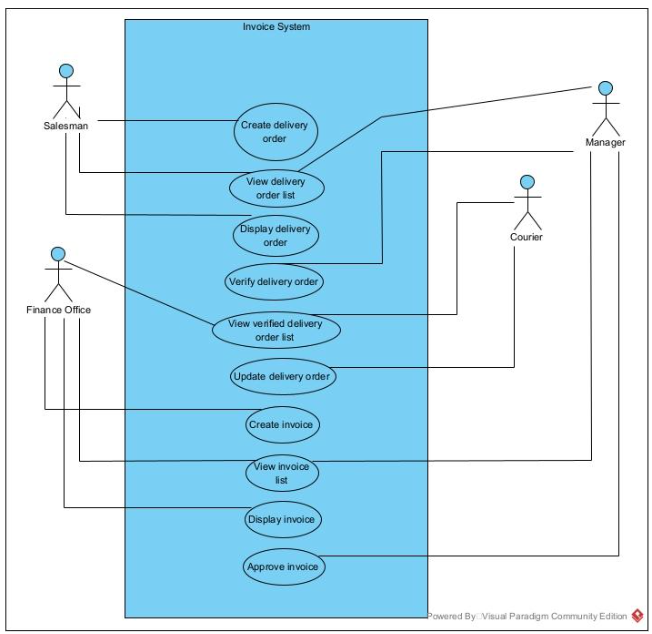 Invoice System
Salesman
Create delivery
order
Manager
View delivery
order list
Display delivery
order
Courier
Verify delivery order
Finance Office
View verified delivery
order list
Update delivery order
Create invoice
View invoice
list
Display invoice
Approve invoice
Powered By Visual Paradigm Community Edition